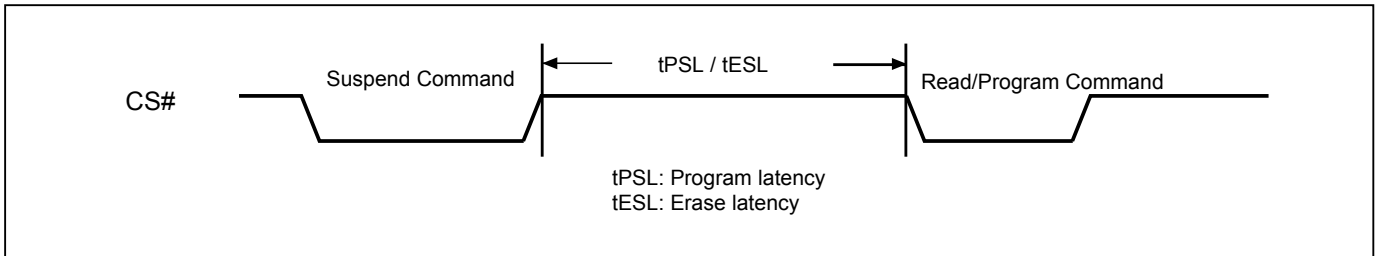 Suspend Command
tPSL / tESL
Read/Program Command
CS#
tPSL: Program latency
tESL: Erase latency